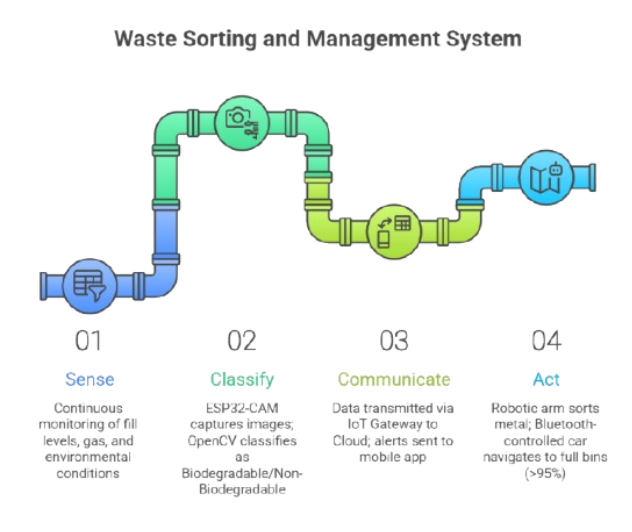 Waste Sorting and Management System
01
Sense
Continuous
monitoring of fill
levels, gas, and
environmental
conditions
02
Classify
ESP32-CAM
captures images;
OpenCV classifies
as
Biodegradable/Non-
Biodegradable
03
Communicate
Data transmitted via
IoT Gateway to
Cloud; alerts sent to
mobile app
04
Act
Robotic arm sorts
metal; Bluetooth-
controlled car
navigates to full bins
(>95%)